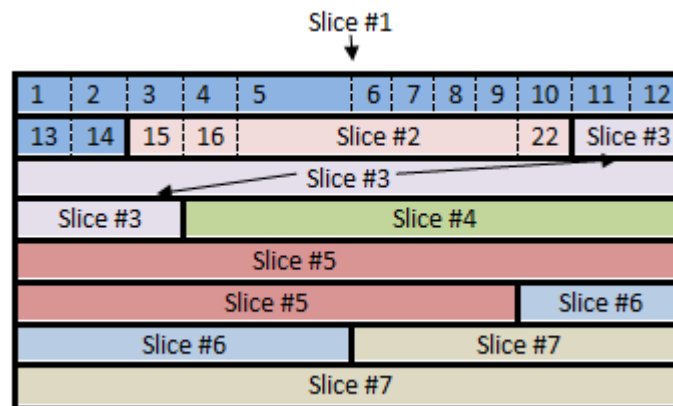 Slice #1
1 2 3 4 5 6 7 8 9 10 11 12
13 14 15 16 Slice #2 22 Slice #3
Slice #3
Slice #3 Slice #4
Slice #5
Slice #5 Slice #6
Slice #6 Slice #7
Slice #7